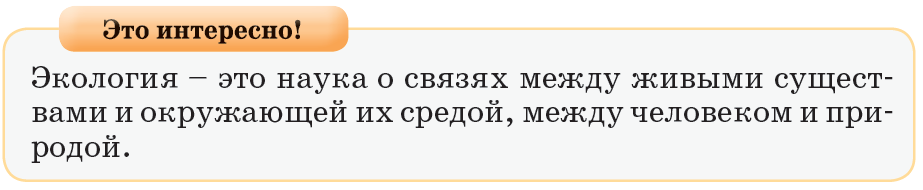 Это интересно!
Экология – это наука о связях между живыми сущест-
вами и окружающей их средой, между человеком и при-
родой.